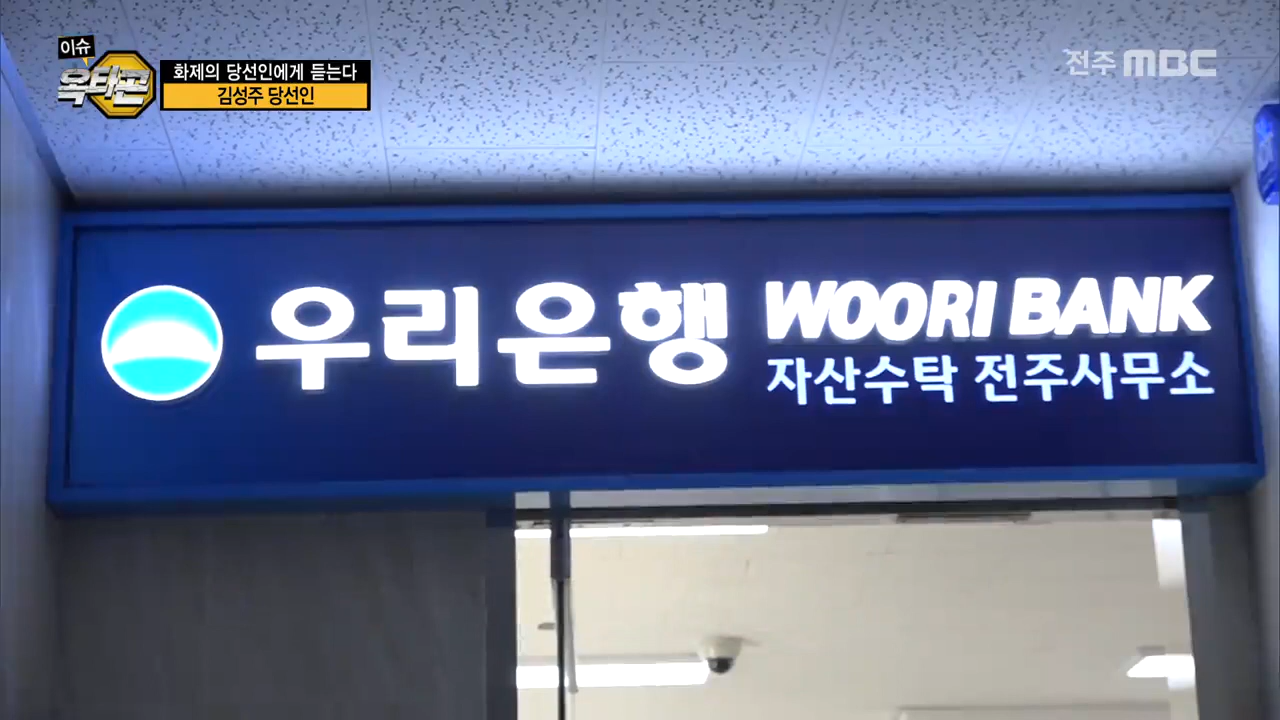 이슈
옥타곤
화제의 당선인에게 듣는다
김성주 당선인
전주 MBC
우리은행
WOORI BANK
자산수탁 전주사무소